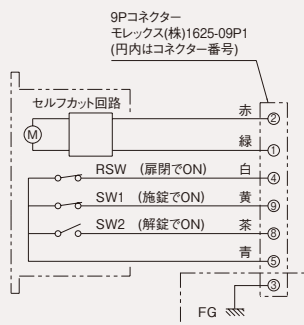 9Pコネクター
モレックス(株)1625-09P1
(円内はコネクター番号)
セルフカット回路
M
赤 ②
緑 ①
RSW (扉閉でON) 白 ④
SW1 (施錠でON) 黄 ⑨
SW2 (解錠でON) 茶 ⑧
青 ⑤
③
FG